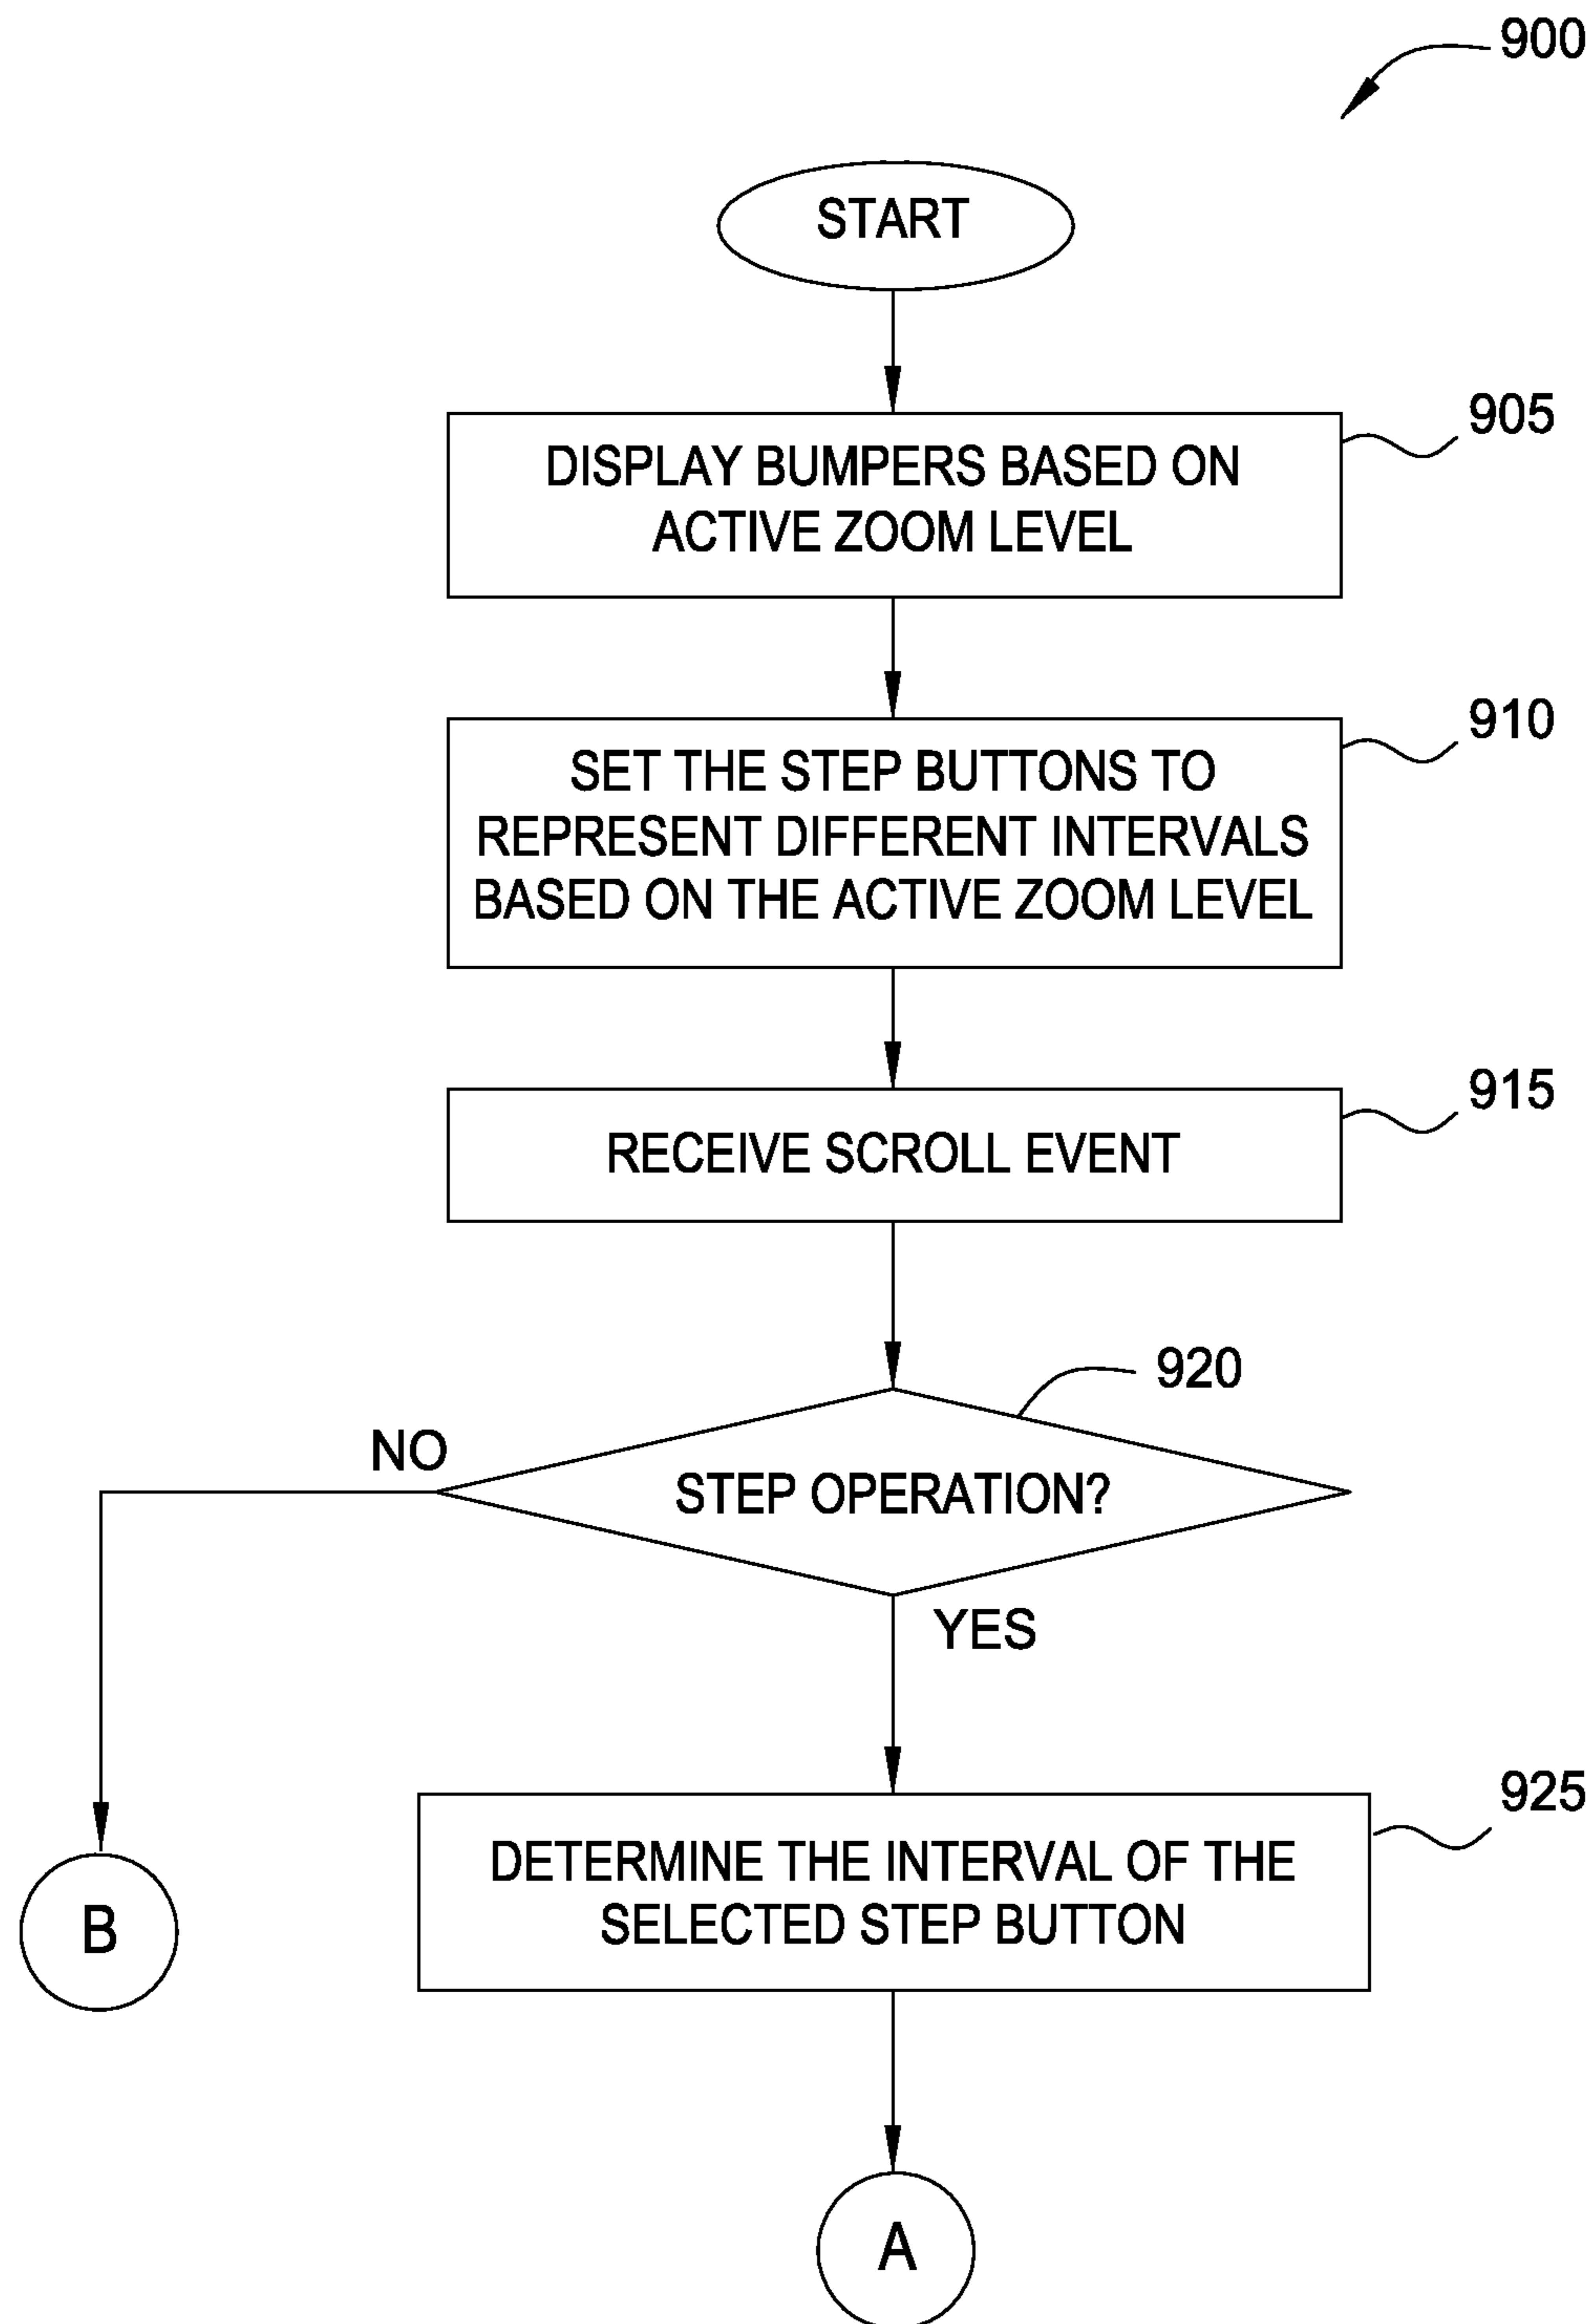 900
START
905
DISPLAY BUMPERS BASED ON
ACTIVE ZOOM LEVEL
910
SET THE STEP BUTTONS TO
REPRESENT DIFFERENT INTERVALS
BASED ON THE ACTIVE ZOOM LEVEL
915
RECEIVE SCROLL EVENT
920
NO
STEP OPERATION?
YES
925
DETERMINE THE INTERVAL OF THE
SELECTED STEP BUTTON
B
A